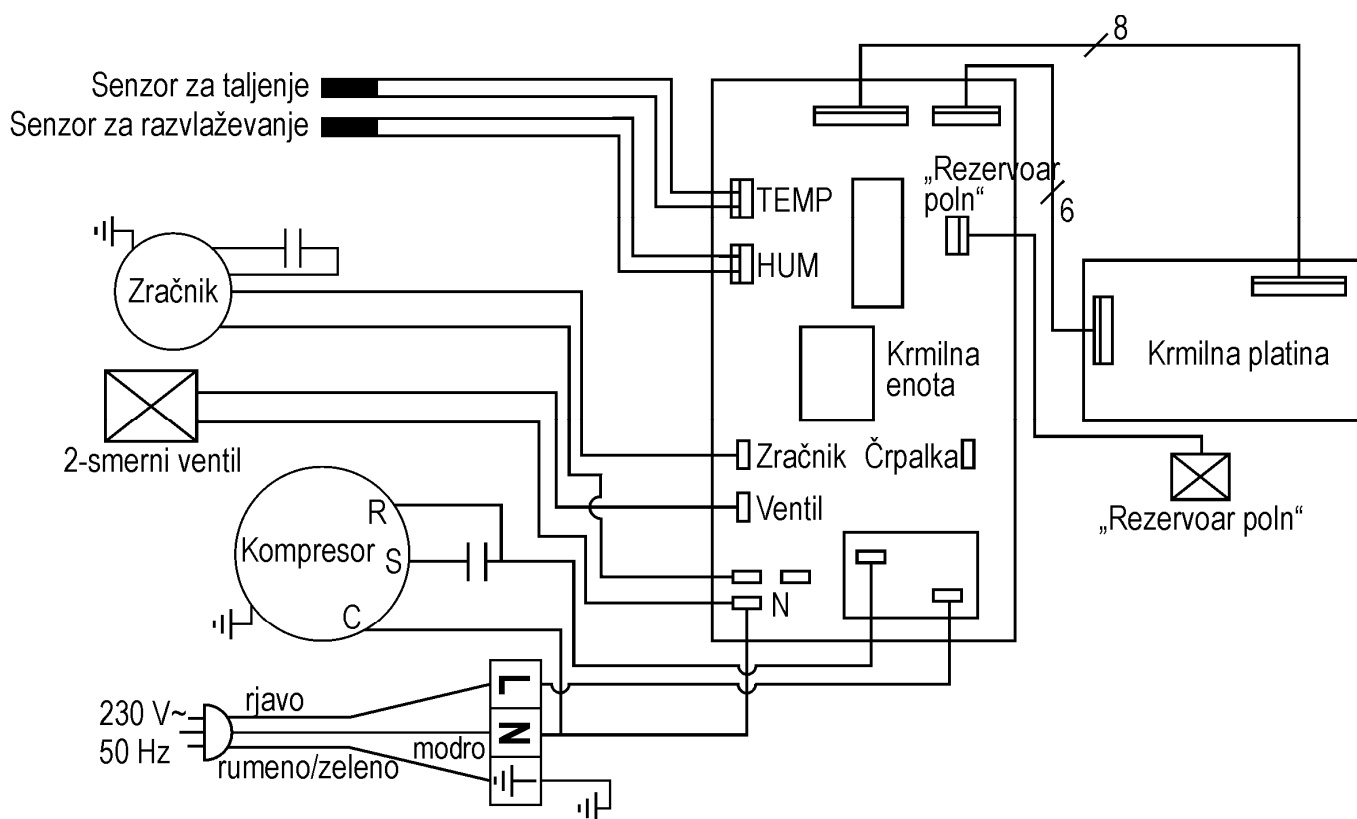 8
Senzor za taljenje
Senzor za razvlaževanje
„Rezervoar
poln“
6
TEMP
HUM
Zračnik
Krmilna platina
Krmilna
enota
2-smerni ventil
Zračnik
Črpalka
Ventil
„Rezervoar poln“
R
Kompresor
S
C
N
L
rjavo
230 V~
50 Hz
N
modro
rumeno/zeleno